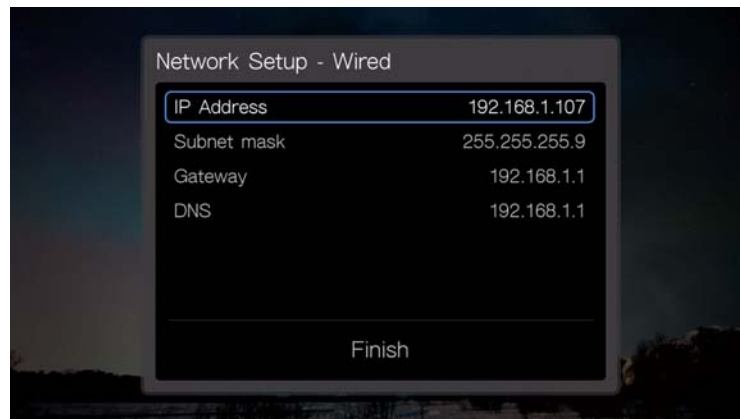 Network Setup - Wired
IP Address 192.168.1.107
Subnet mask 255.255.255.9
Gateway 192.168.1.1
DNS 192.168.1.1
Finish